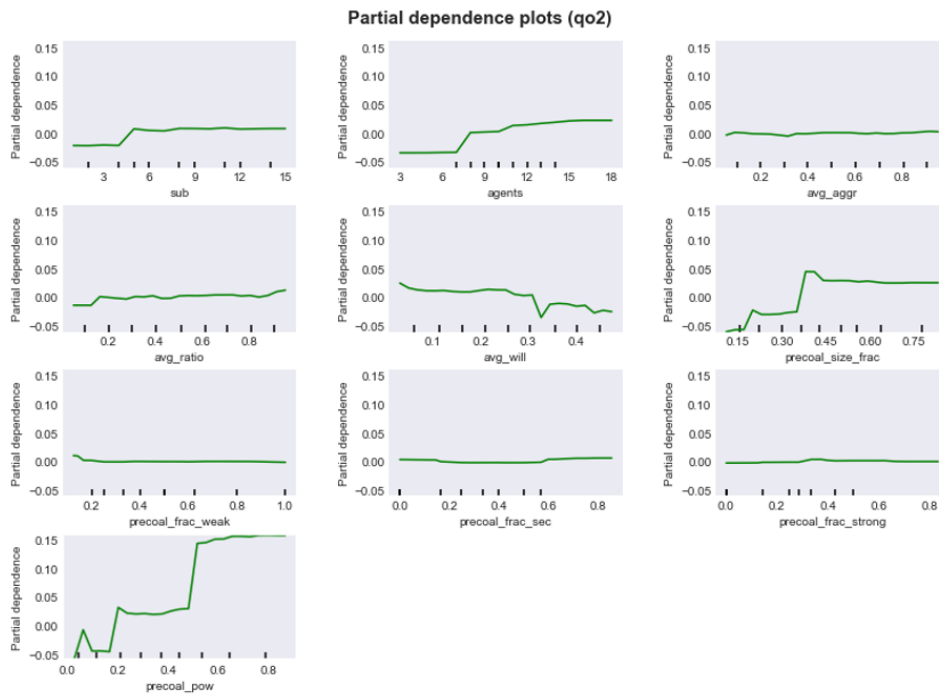 Partial dependence plots (qo2)
0.15 0.10 0.05 0.00 −0.05
Partial dependence
3 6 9 12 15
sub
0.15 0.10 0.05 0.00 −0.05
Partial dependence
3 6 9 12 15 18
agents
0.15 0.10 0.05 0.00 −0.05
Partial dependence
0.2 0.4 0.6 0.8
avg_aggr
0.15 0.10 0.05 0.00 −0.05
Partial dependence
0.2 0.4 0.6 0.8
avg_ratio
0.15 0.10 0.05 0.00 −0.05
Partial dependence
0.1 0.2 0.3 0.4
avg_will
0.15 0.10 0.05 0.00 −0.05
Partial dependence
0.15 0.30 0.45 0.60 0.75
precoal_size_frac
0.15 0.10 0.05 0.00 −0.05
Partial dependence
0.2 0.4 0.6 0.8 1.0
precoal_frac_weak
0.15 0.10 0.05 0.00 −0.05
Partial dependence
0.0 0.2 0.4 0.6 0.8
precoal_frac_sec
0.15 0.10 0.05 0.00 −0.05
Partial dependence
0.0 0.2 0.4 0.6 0.8
precoal_frac_strong
0.15 0.10 0.05 0.00 −0.05
Partial dependence
0.0 0.2 0.4 0.6 0.8
precoal_pow